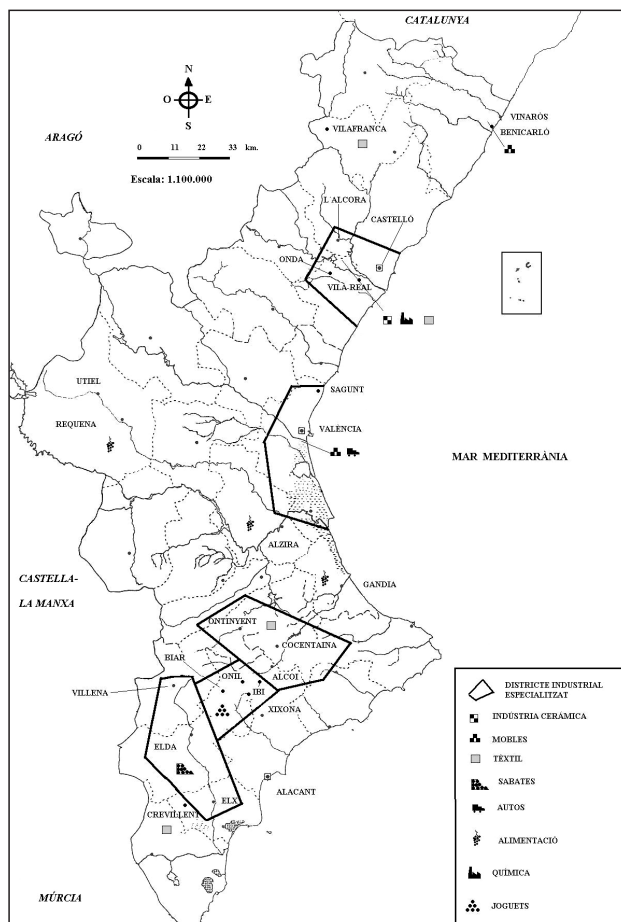 CATALUNYA
N
O E
S
ARAGÓ
0 11 22 33 km.
Escala: 1.100.000
VILAFRANCA
VINARÒS
BENICARLÓ
L'ALCORA
CASTELLÓ
ONDA
VILA-REAL
SAGUNT
UTIEL
REQUENA
VALÈNCIA
MAR MEDITERRÀNIA
ALZIRA
GANDIA
CASTELLA-
LA MANXA
ONTINYENT
COCENTAINA
BIAR
ONIL
ALCOI
IBI
VILLENA
XIXONA
ELDA
ALACANT
ELX
CREVILLENT
MÚRCIA
DISTRICTE INDUSTRIAL
ESPECIALITZAT
INDÚSTRIA CERÀMICA
MOBLES
TÈXTIL
SABATES
AUTOS
ALIMENTACIÓ
QUÍMICA
JOGUETS